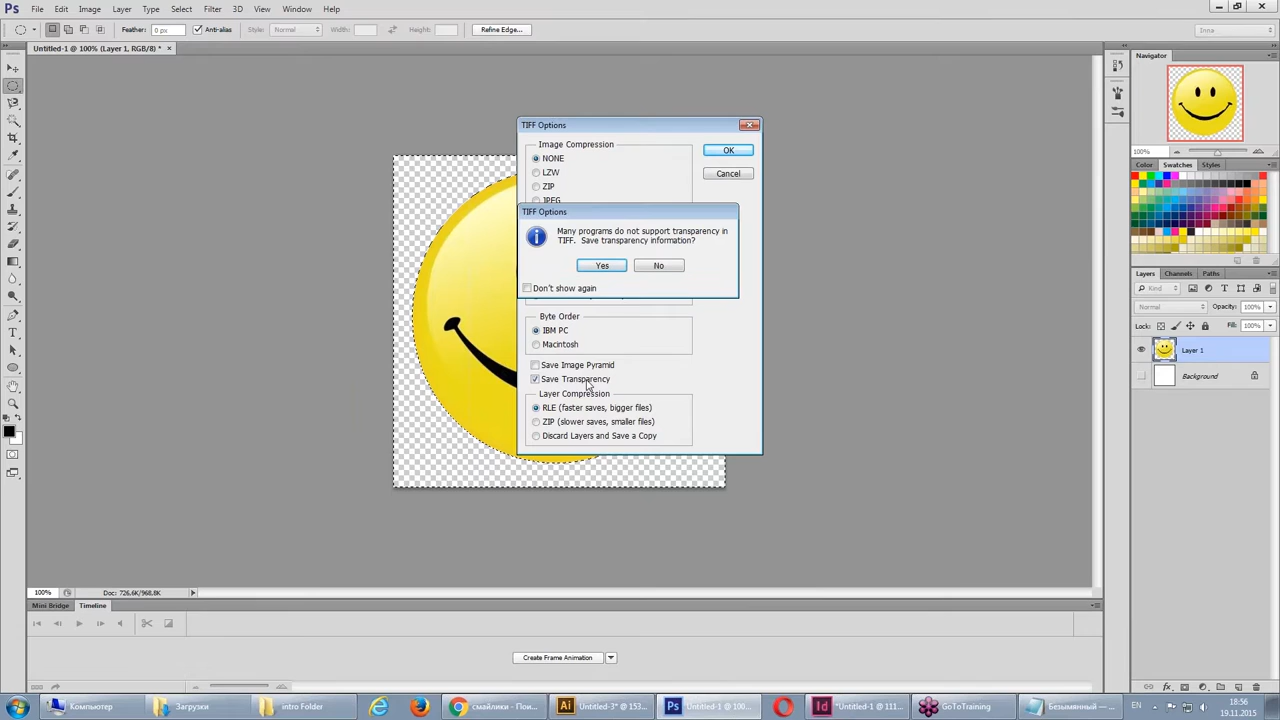 Ps File Edit Image Layer Type Select Filter 3D View Window Help
Feather: 0 px Anti-alias Style: Normal Width: Height: Refine Edge... Inna
Untitled-1 @ 100% (Layer 1, RGB/8) * ×
Navigator
100%
Color Swatches Styles
Layers Channels Paths
Kind
Normal Opacity: 100%
Lock: Fill: 100%
Layer 1
Background
TIFF Options
Image Compression
NONE
LZW
ZIP
JPEG
OK
Cancel
TIFF Options
Many programs do not support transparency in
TIFF. Save transparency information?
Yes No
Don't show again
Byte Order
IBM PC
Macintosh
Save Image Pyramid
Save Transparency
Layer Compression
RLE (faster saves, bigger files)
ZIP (slower saves, smaller files)
Discard Layers and Save a Copy
100% Doc: 726.6K/968.8K
Mini Bridge Timeline
Create Frame Animation
Компьютер Загрузки intro Folder смайлики - Пои... Ai Untitled-3* @ 153... Ps Untitled-1 @ 100... Id *Untitled-1 @ 111... GoToTraining Безымянный — ... EN 18:56
19.11.2015